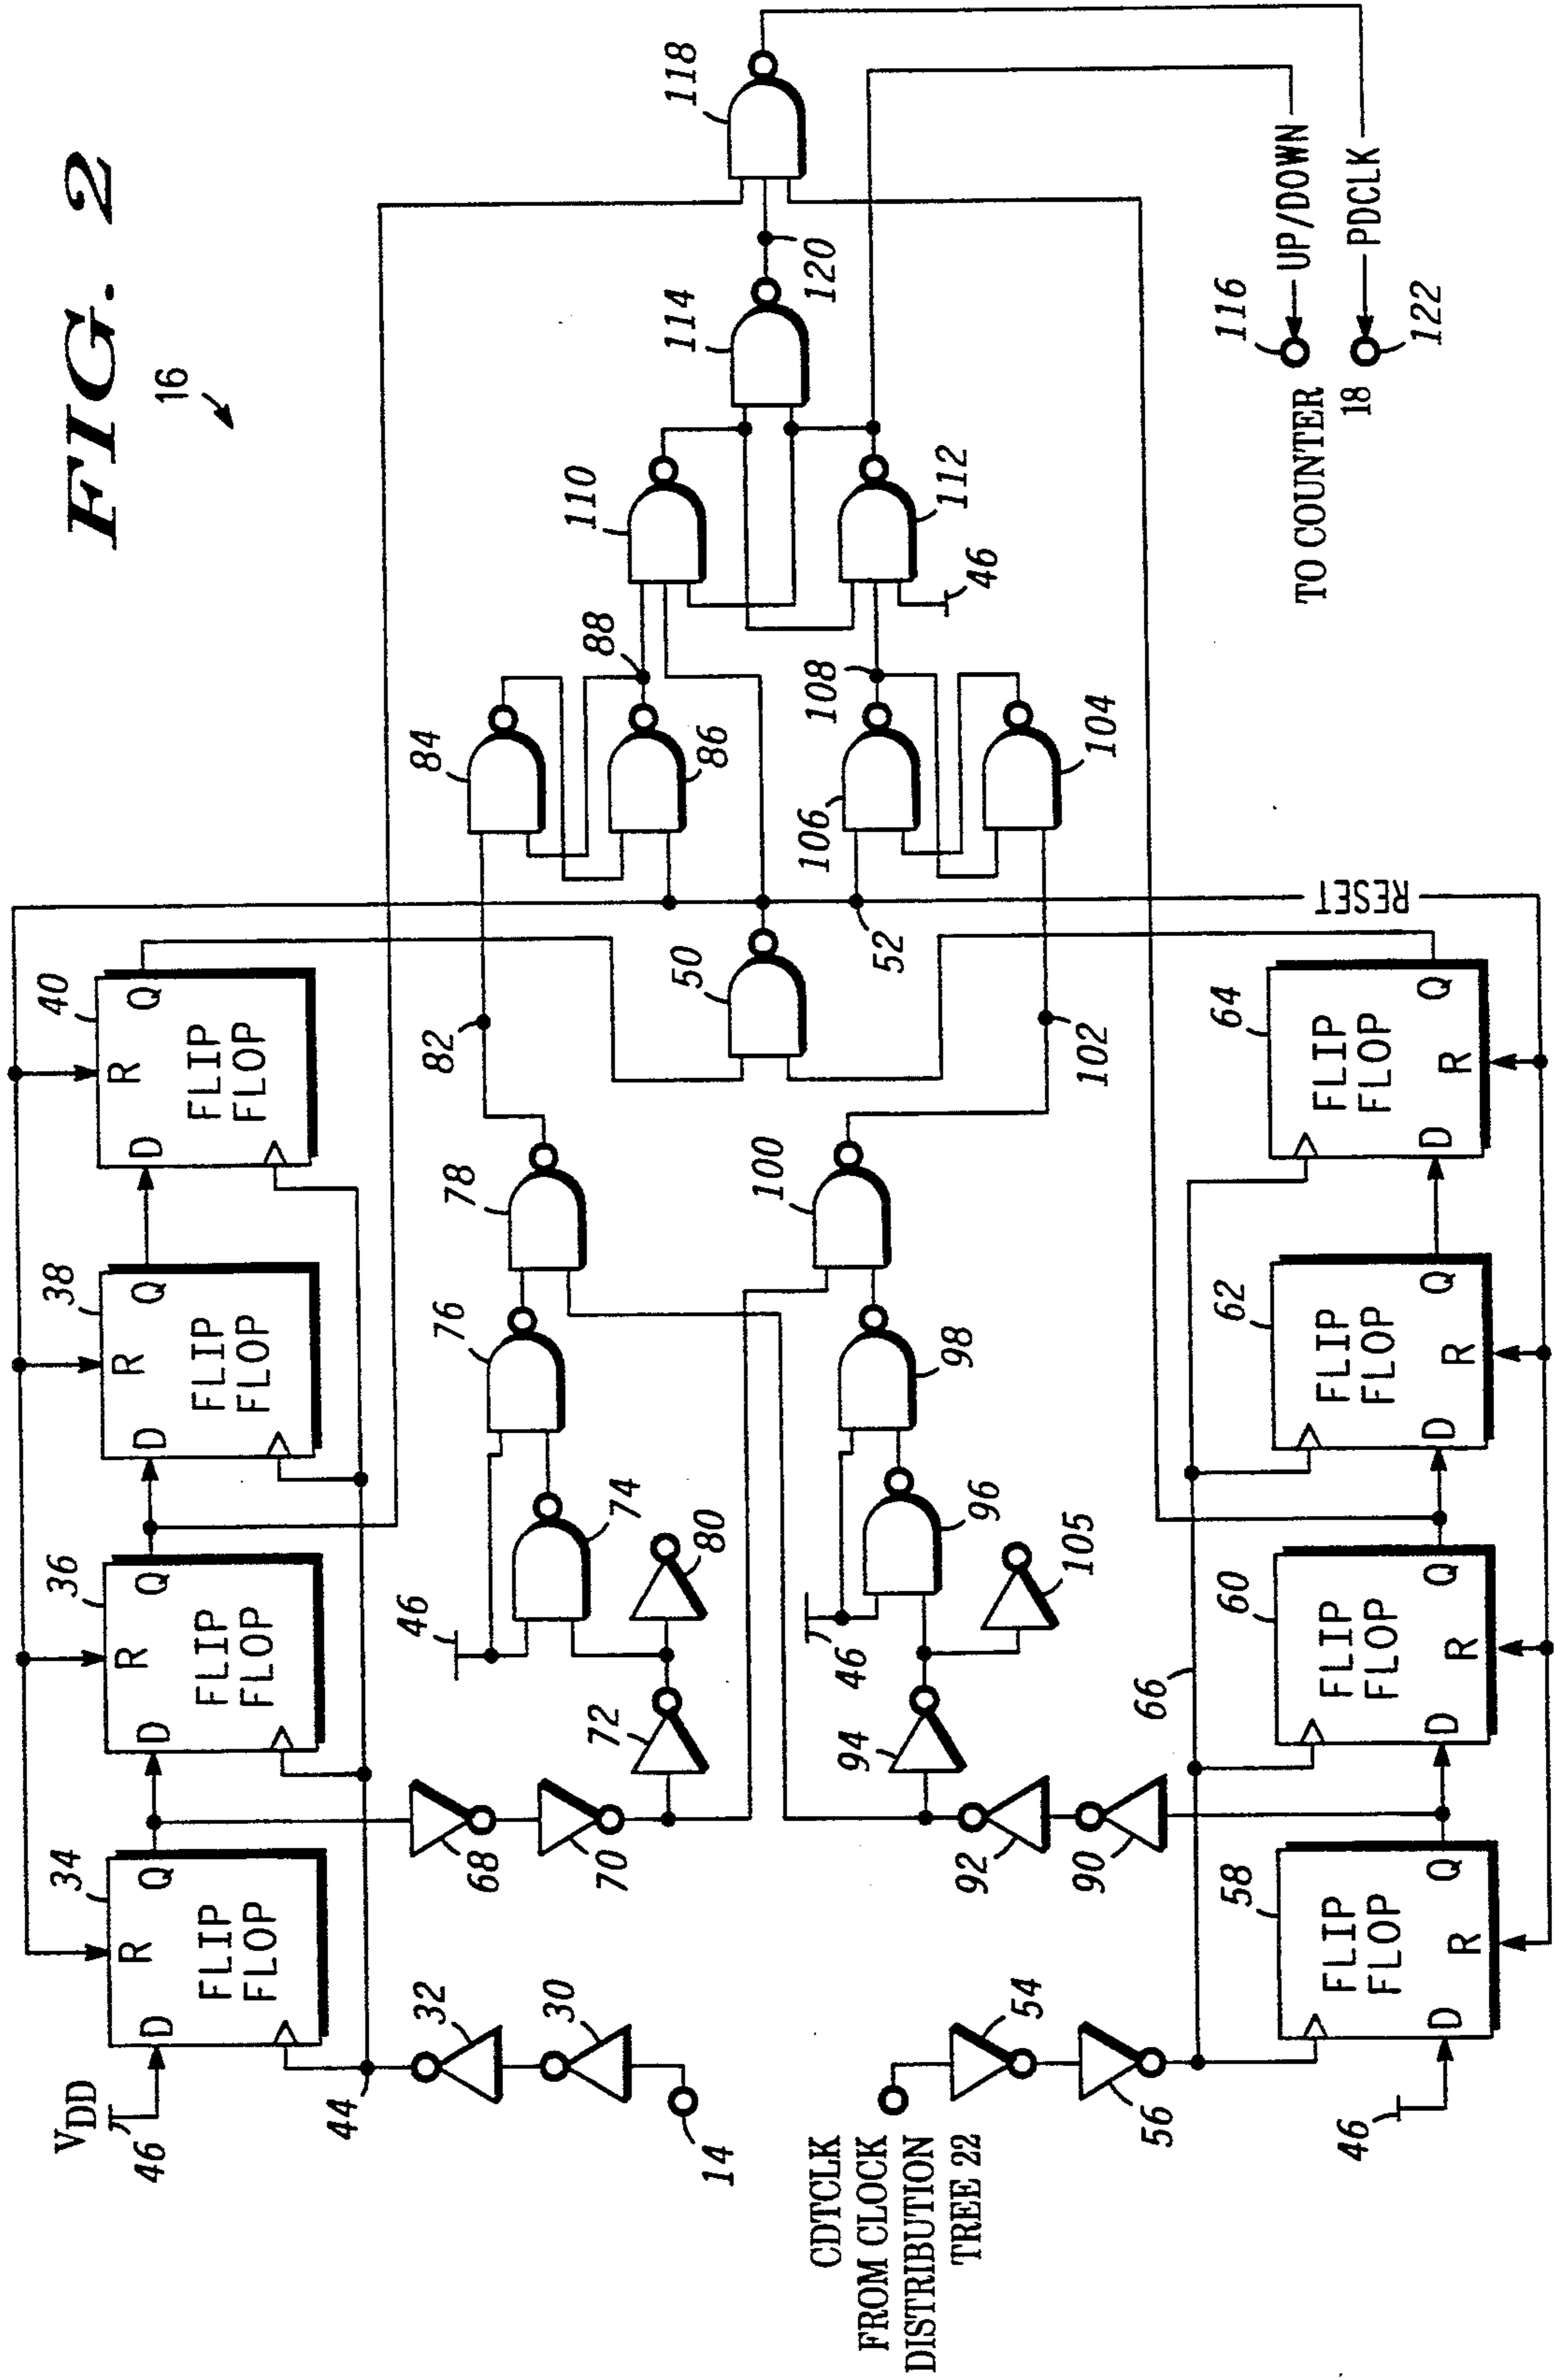 FIG. 2
16
VDD
46
34
D
R
Q
FLIP
FLOP
36
D
R
Q
FLIP
FLOP
38
D
R
Q
FLIP
FLOP
40
D
R
Q
FLIP
FLOP
44
32
30
14
68
70
72
80
46
74
76
78
82
84
86
88
50
52
110
112
46
114
120
118
CDTCLK
FROM CLOCK
DISTRIBUTION
TREE 22
54
56
90
92
94
105
46
96
98
100
102
104
106
108
66
46
58
D
R
Q
FLIP
FLOP
60
D
R
Q
FLIP
FLOP
62
D
R
Q
FLIP
FLOP
64
D
R
Q
FLIP
FLOP
RESET
TO COUNTER
18
116
UP/DOWN
122
PDCLK